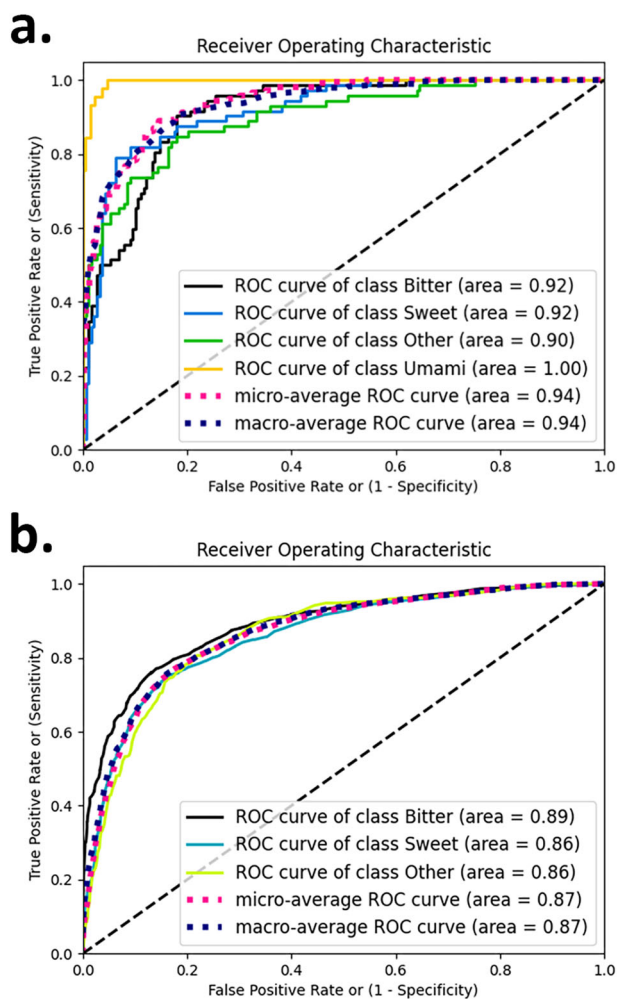 a.
Receiver Operating Characteristic
True Positive Rate or (Sensitivity)
1.0
0.8
0.6
0.4
0.2
0.0
ROC curve of class Bitter (area = 0.92)
ROC curve of class Sweet (area = 0.92)
ROC curve of class Other (area = 0.90)
ROC curve of class Umami (area = 1.00)
micro-average ROC curve (area = 0.94)
macro-average ROC curve (area = 0.94)
0.0 0.2 0.4 0.6 0.8 1.0
False Positive Rate or (1 - Specificity)
b.
Receiver Operating Characteristic
True Positive Rate or (Sensitivity)
1.0
0.8
0.6
0.4
0.2
0.0
ROC curve of class Bitter (area = 0.89)
ROC curve of class Sweet (area = 0.86)
ROC curve of class Other (area = 0.86)
micro-average ROC curve (area = 0.87)
macro-average ROC curve (area = 0.87)
0.0 0.2 0.4 0.6 0.8 1.0
False Positive Rate or (1 - Specificity)